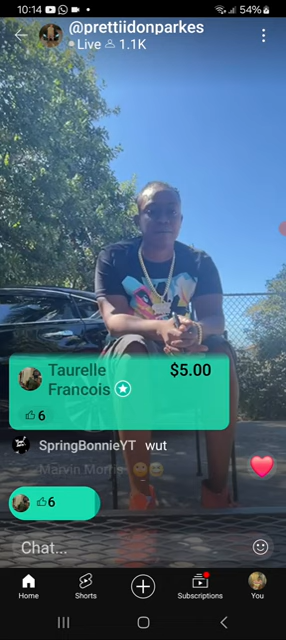 10:14 54%
@prettiidonparkes
Live 1.1K
Taurelle $5.00
Francois
6
SpringBonnieYT wut
Marvin Morris
6
Chat...
Home Shorts Subscriptions You